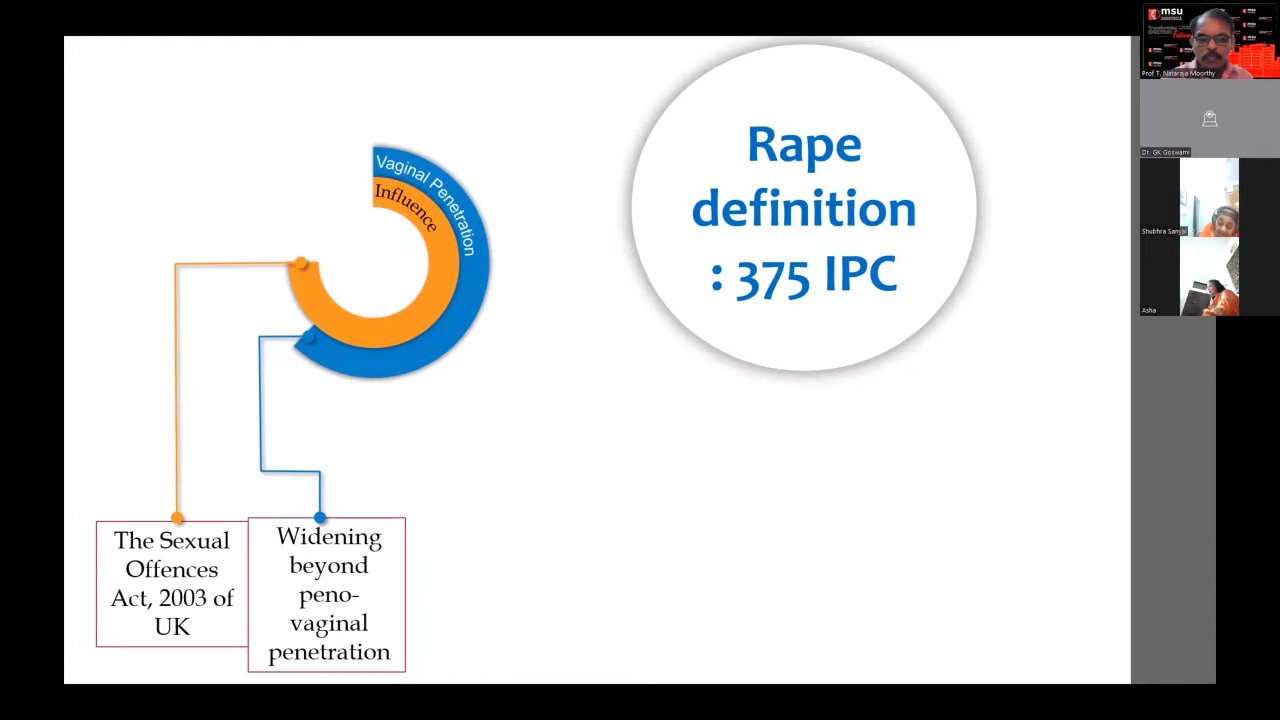 Vaginal Penetration
Influence
Rape
definition
: 375 IPC
The Sexual
Offences
Act, 2003 of
UK
Widening
beyond
peno-
vaginal
penetration
msu
Prof T. Nataraja Moorthy
Dr. GK Goswami
Shubhra Sanyal
Asha